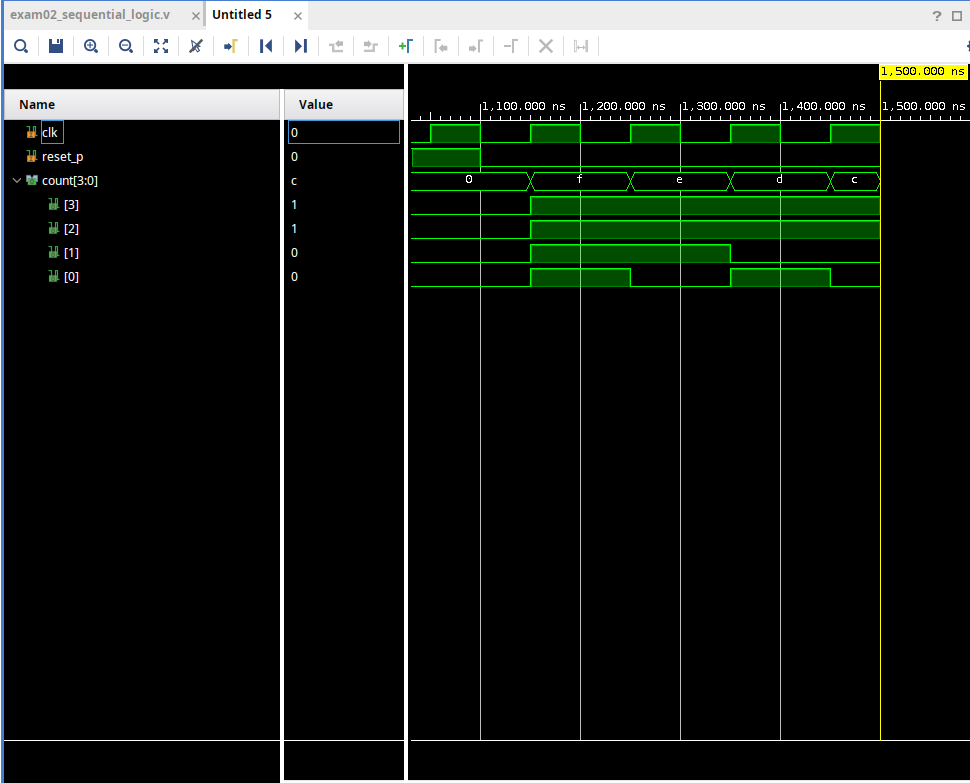 exam02_sequential_logic.v × Untitled 5 × ?
1,500.000 ns
Name Value
1,100.000 ns 1,200.000 ns 1,300.000 ns 1,400.000 ns 1,500.000 ns
clk 0
reset_p 0
count[3:0] c 0 f e d c
[3] 1
[2] 1
[1] 0
[0] 0